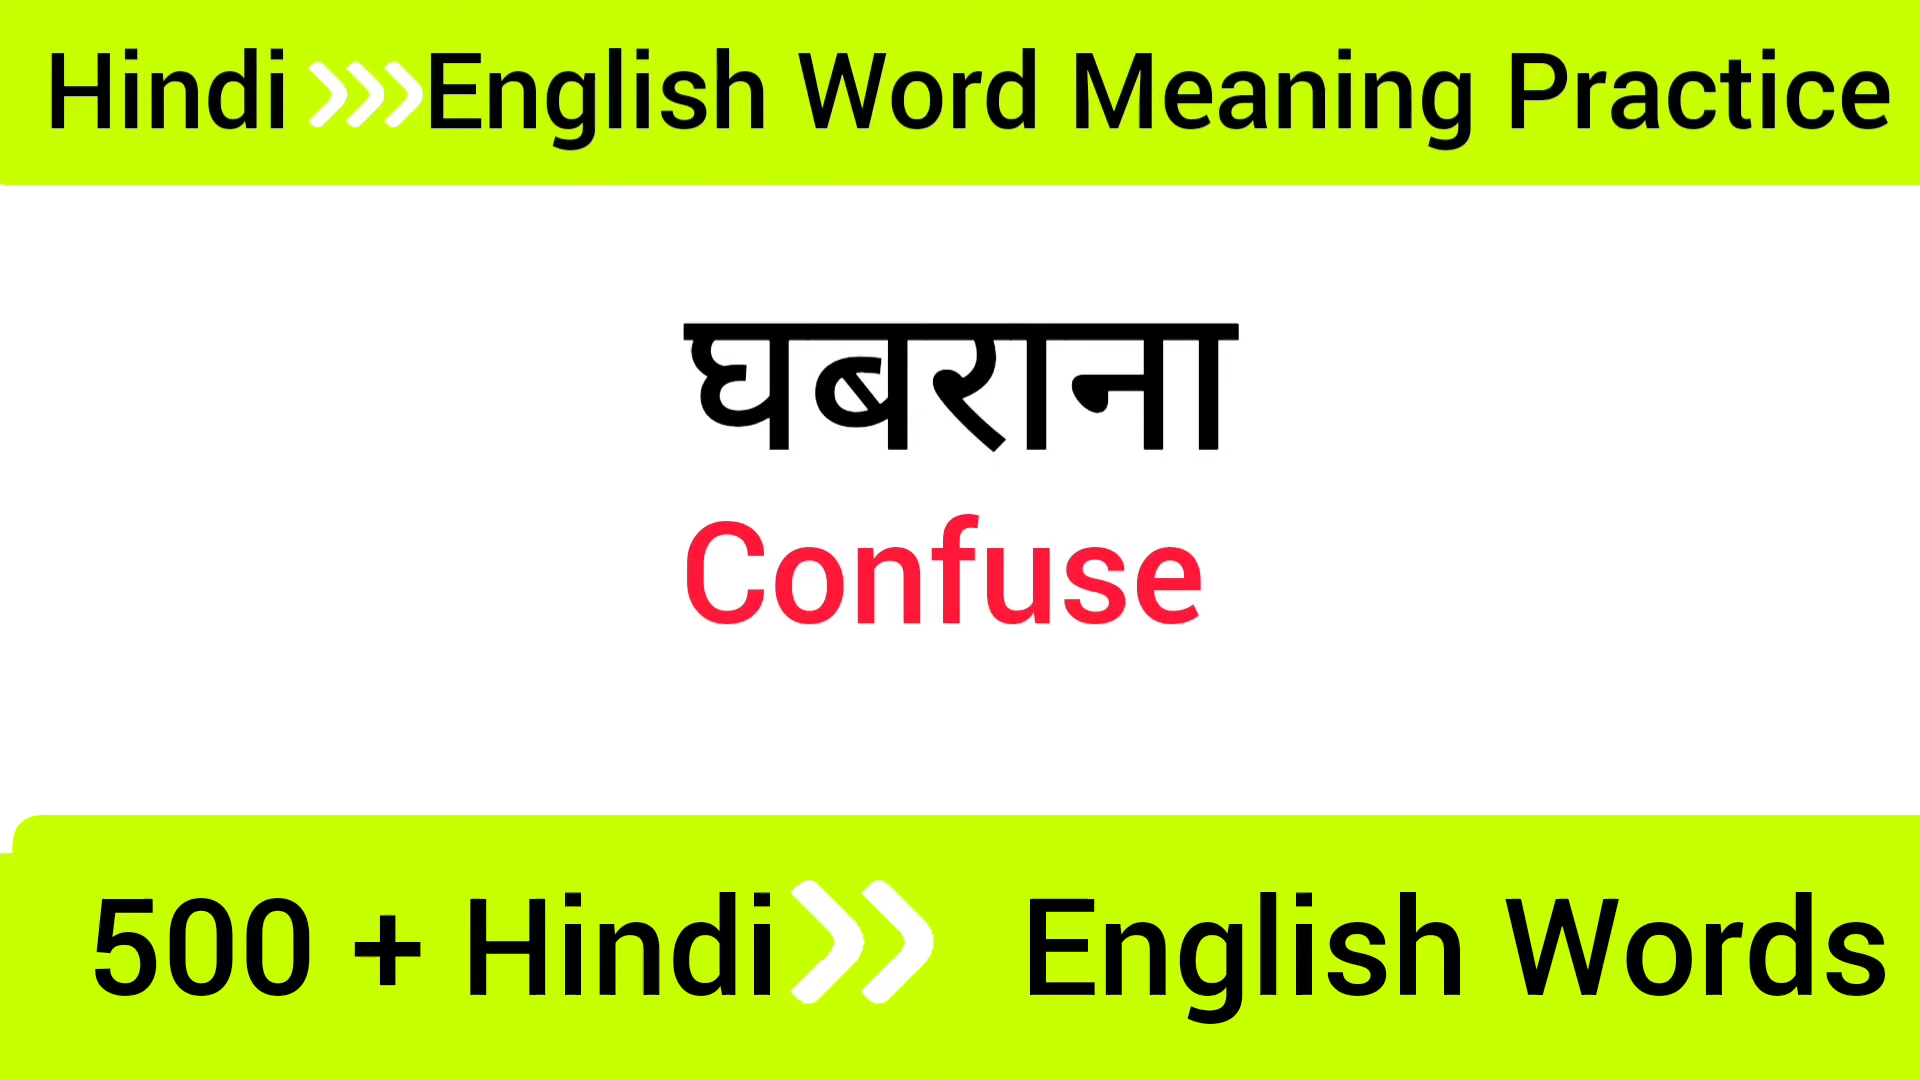 Hindi English Word Meaning Practice
घबराना
Confuse
500 + Hindi English Words